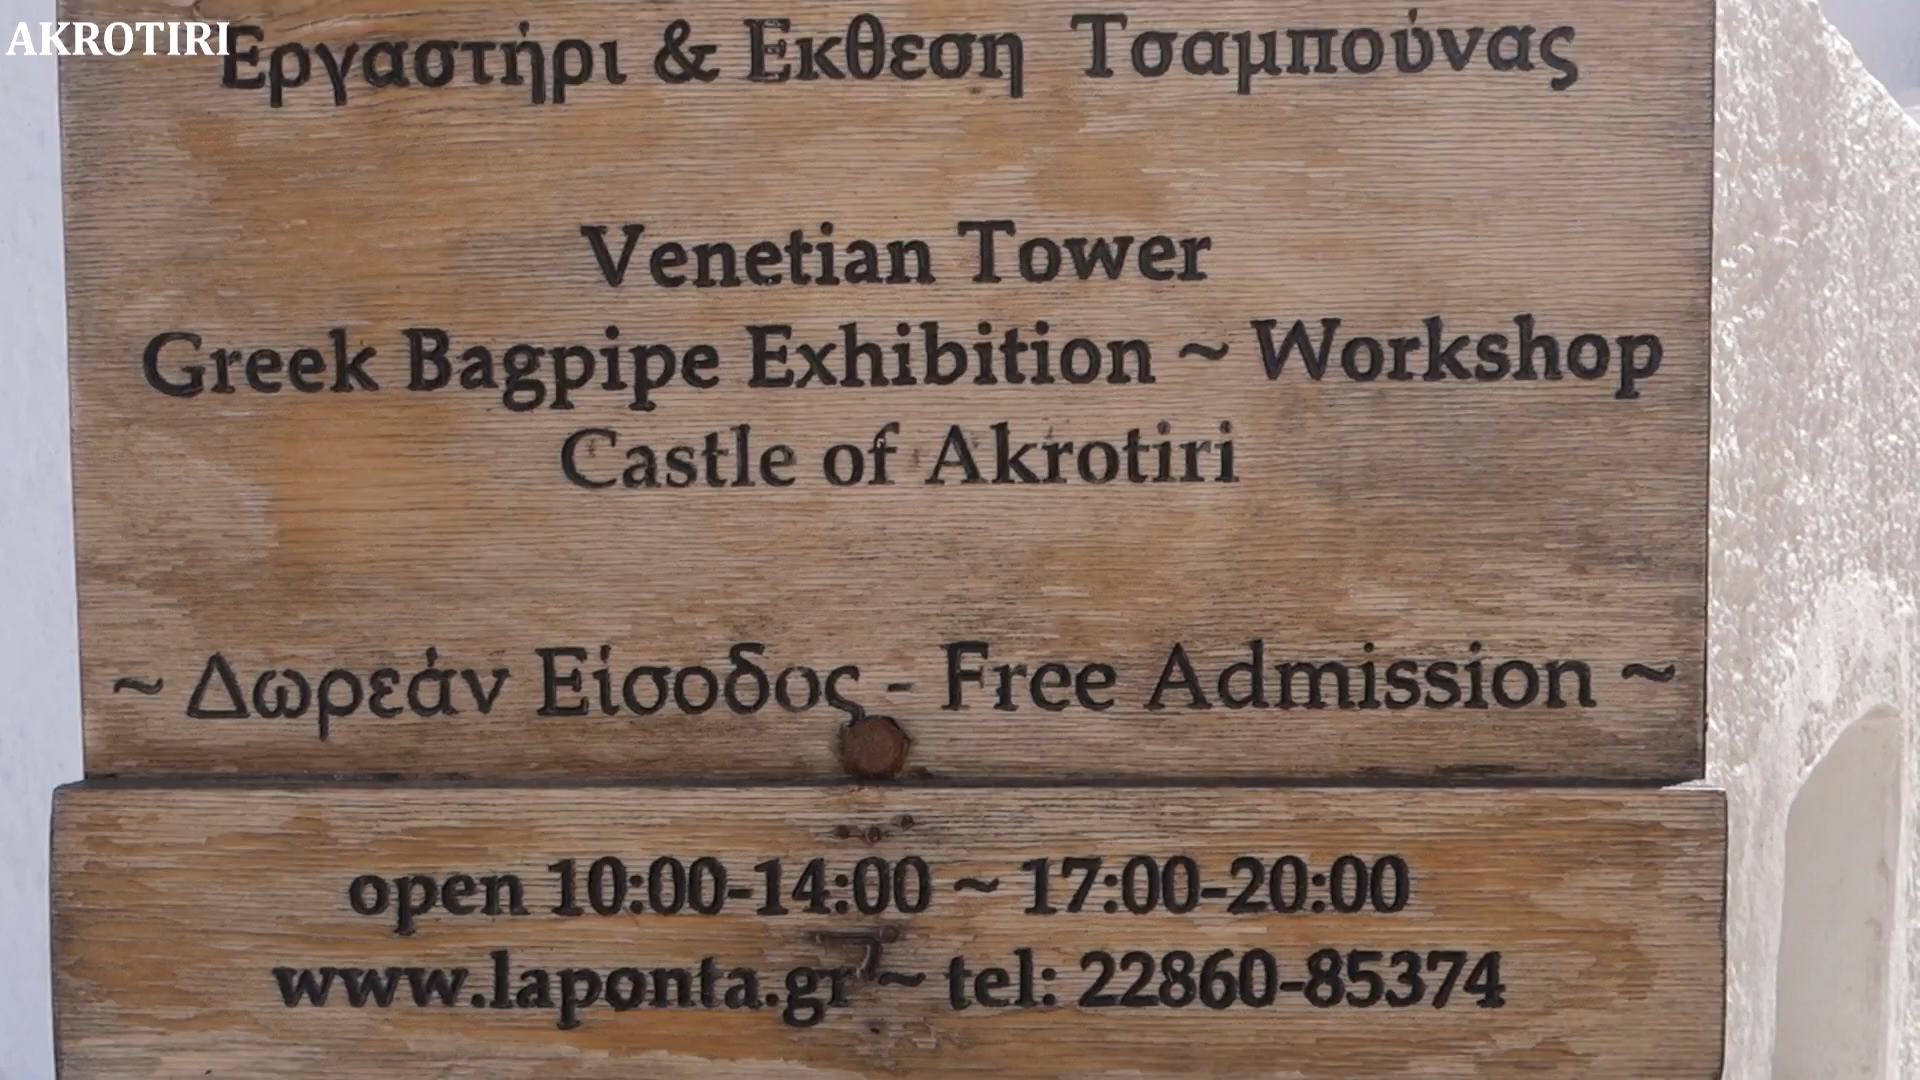 AKROTIRI
Εργαστήρι & Εκθεση Τσαμπούνας
Venetian Tower
Greek Bagpipe Exhibition ~ Workshop
Castle of Akrotiri
~ Δωρεάν Είσοδος - Free Admission ~
open 10:00-14:00 ~ 17:00-20:00
www.laponta.gr ~ tel: 22860-85374